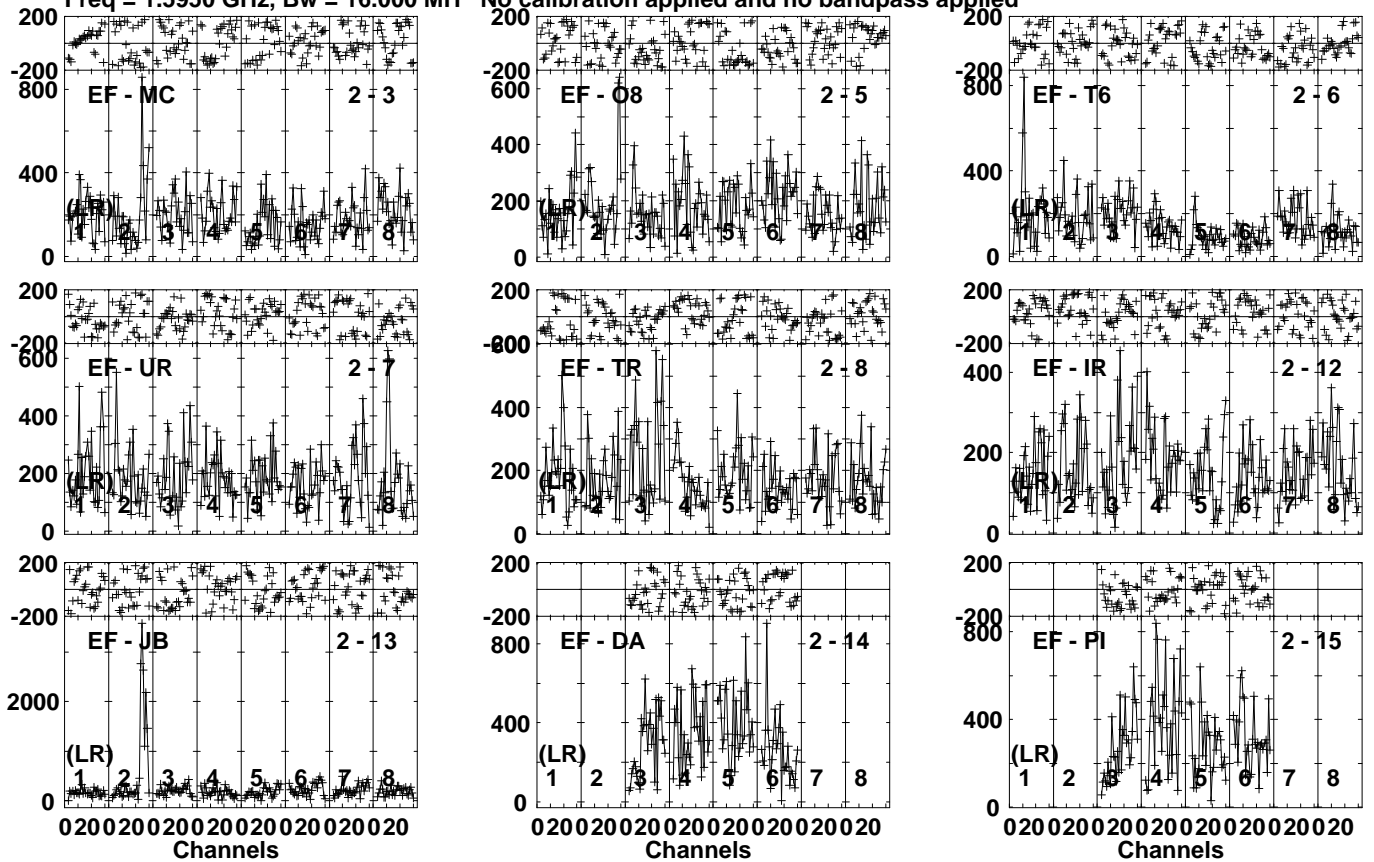 Freq = 1.5950 GHz, Bw = 16.000 MH No calibration applied and no bandpass applied
200 200 200
-200 -200 -200
800 600 800
EF - MC 2 - 3 EF - O8 2 - 5 EF - T6 2 - 6
400 400 400
(LR) 200 (LR) (LR)
1 2 3 4 5 6 7 8 1 2 3 4 5 6 7 8 1 2 3 4 5 6 7 8
0 0 0
200 200 200
-200 -200 -200
600 600
EF - UR 2 - 7 EF - TR 2 - 8 EF - IR 2 - 12
400 400 400
200 200 200
(LR) (LR) (LR)
1 2 3 4 5 6 7 8 1 2 3 4 5 6 7 8 1 2 3 4 5 6 7 8
0 0 0
200 200 200
-200 -200 -200
EF - JB 2 - 13 EF - DA 2 - 14 EF - PI 2 - 15
2000 800 800
400 400
(LR) (LR) (LR)
1 2 3 4 5 6 7 8 1 2 3 4 5 6 7 8 1 2 3 4 5 6 7 8
0 0 0
020020020020020020020020 020020020020020020020020 020020020020020020020020
Channels Channels Channels